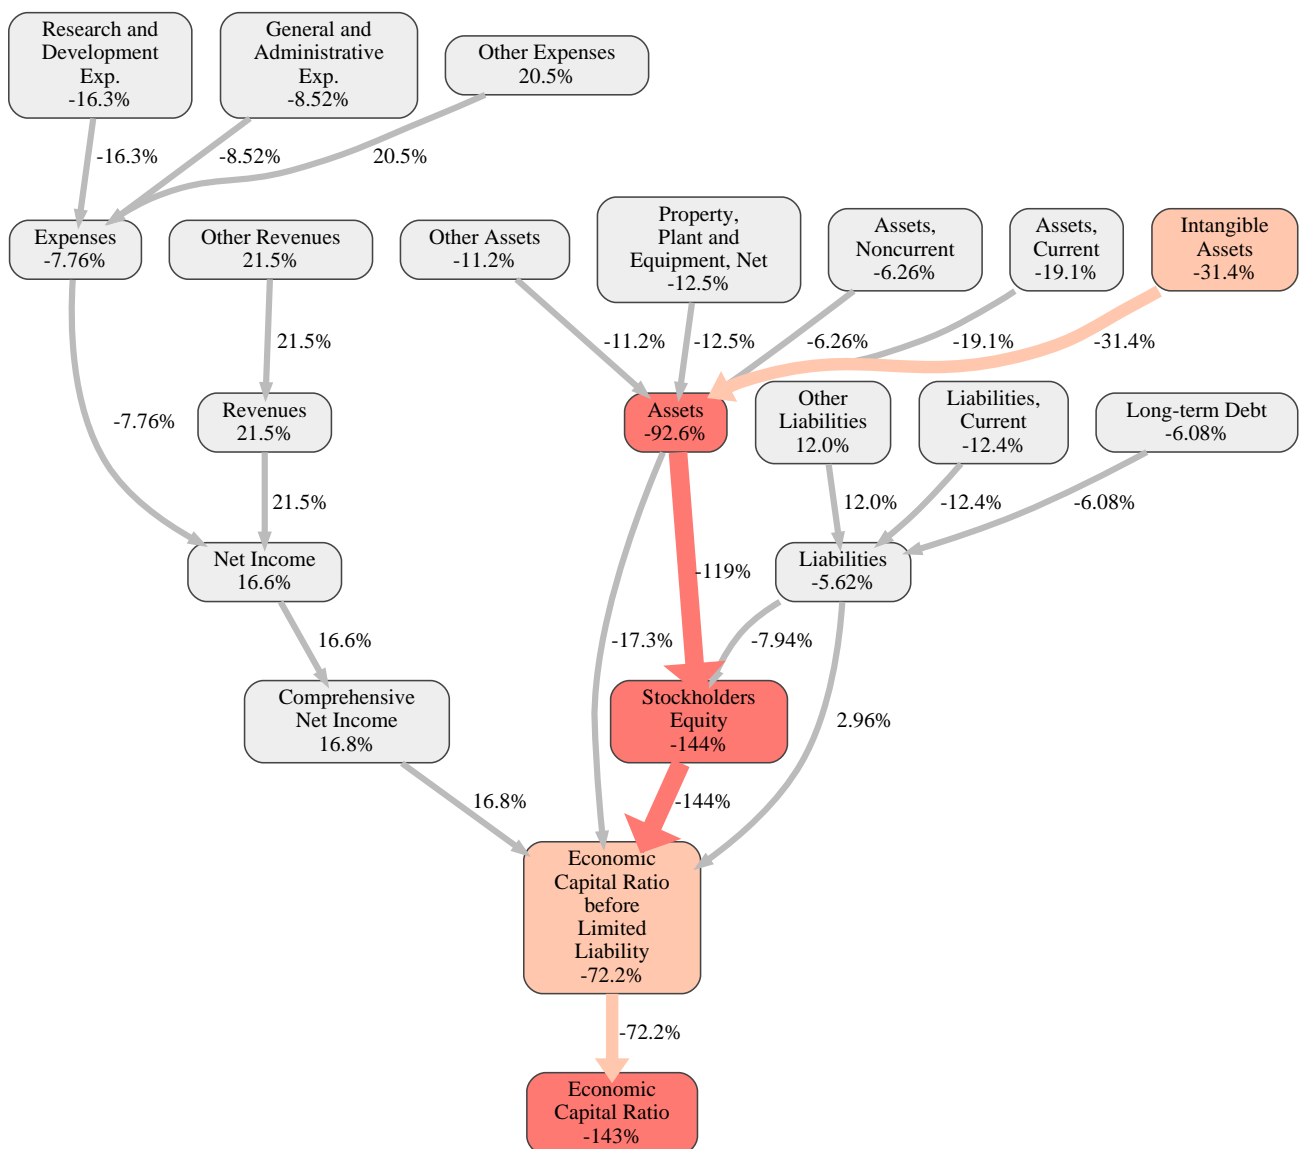 Research and
Development
Exp.
-16.3%
General and
Administrative
Exp.
-8.52%
Other Expenses
20.5%
-16.3%
-8.52%
20.5%
Expenses
-7.76%
Other Revenues
21.5%
Other Assets
-11.2%
Property,
Plant and
Equipment, Net
-12.5%
Assets,
Noncurrent
-6.26%
Assets,
Current
-19.1%
Intangible
Assets
-31.4%
21.5%
-11.2%
-12.5%
-6.26%
-19.1%
-31.4%
-7.76%
Revenues
21.5%
Assets
-92.6%
Other
Liabilities
12.0%
Liabilities,
Current
-12.4%
Long-term Debt
-6.08%
21.5%
12.0%
-12.4%
-6.08%
Net Income
16.6%
-119%
Liabilities
-5.62%
16.6%
-17.3%
-7.94%
Comprehensive
Net Income
16.8%
Stockholders
Equity
-144%
2.96%
16.8%
-144%
Economic
Capital Ratio
before
Limited
Liability
-72.2%
-72.2%
Economic
Capital Ratio
-143%